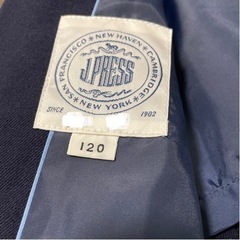 SAN FRANCISCO • NEW HAVEN • CAMBRIDGE • NEW YORK
J.PRESS
SINCE 1902
120